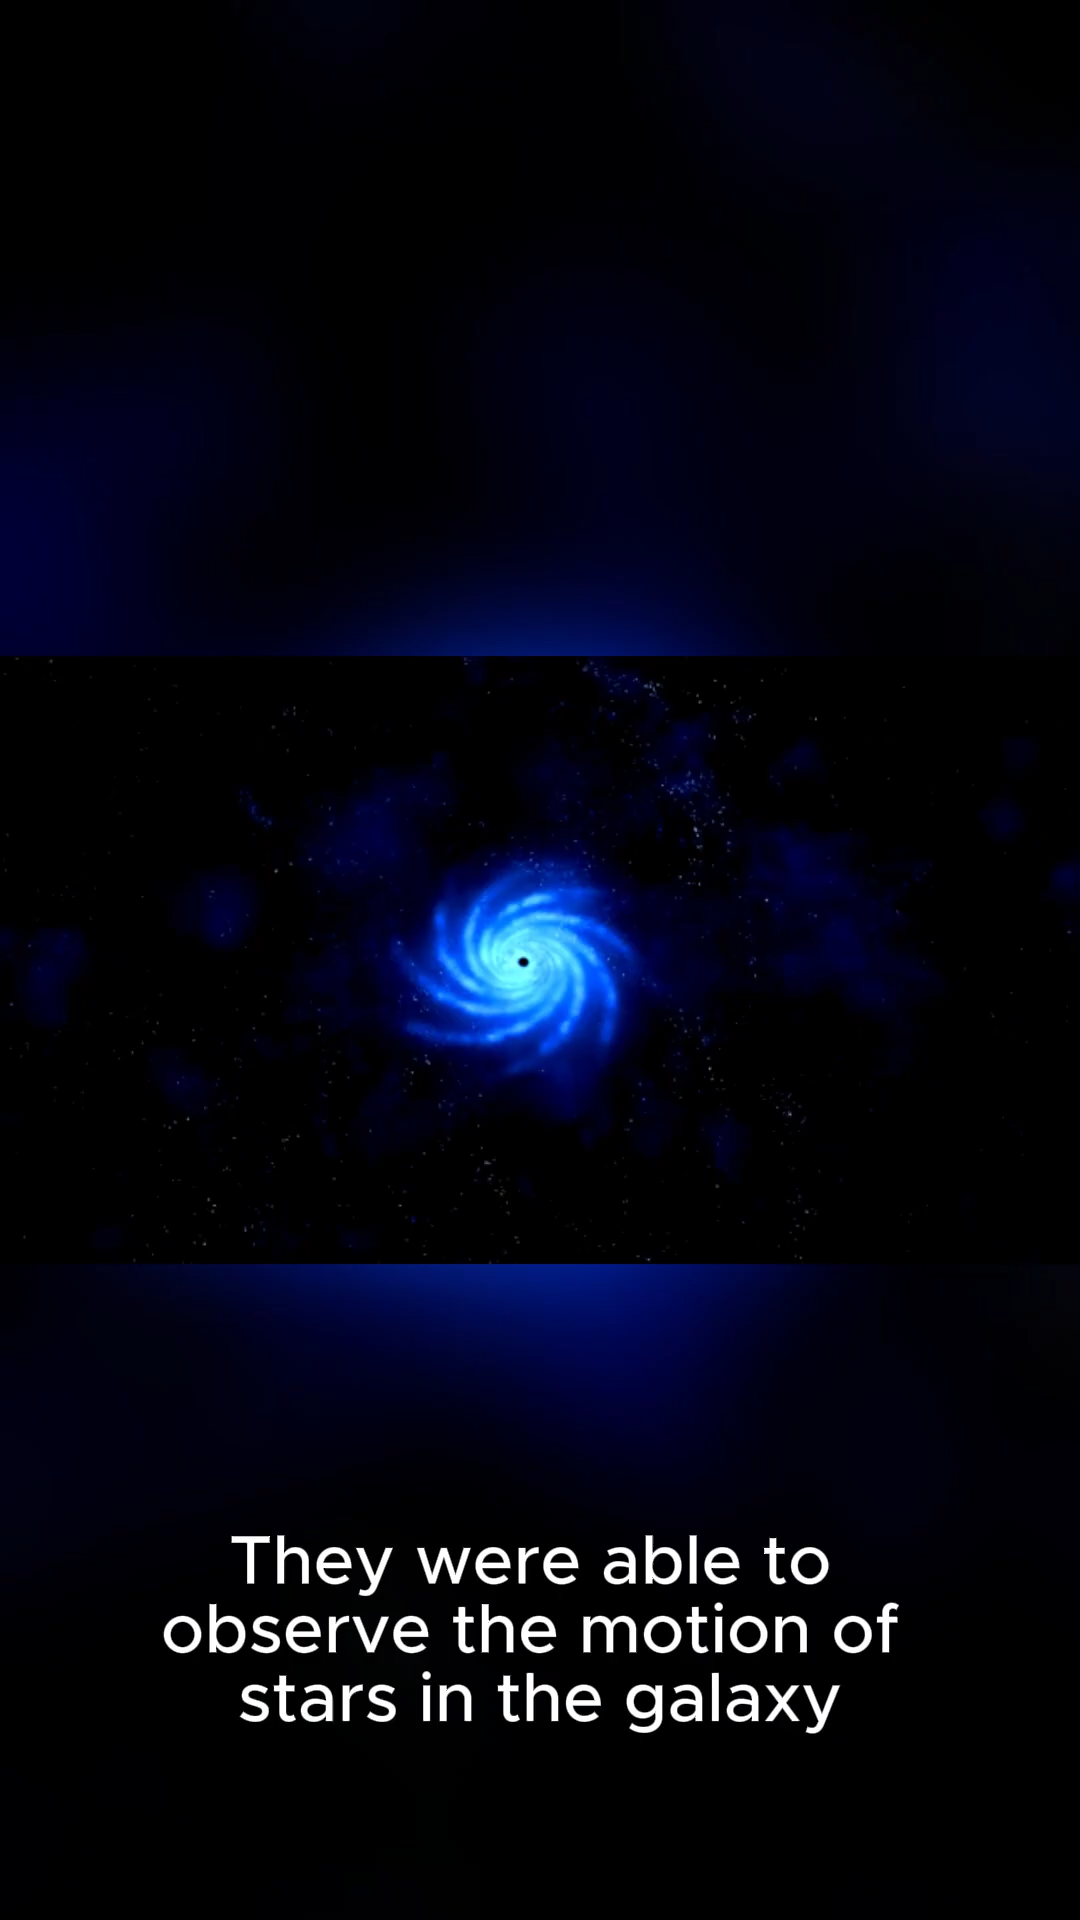 They were able to
observe the motion of
stars in the galaxy